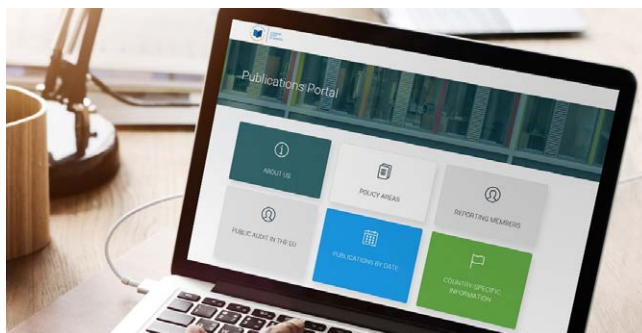 Publications Portal
ABOUT US
POLICY AREAS
REPORTING MEMBERS
PUBLIC AUDIT IN THE EU
PUBLICATIONS BY DATE
COUNTRY-SPECIFIC
INFORMATION